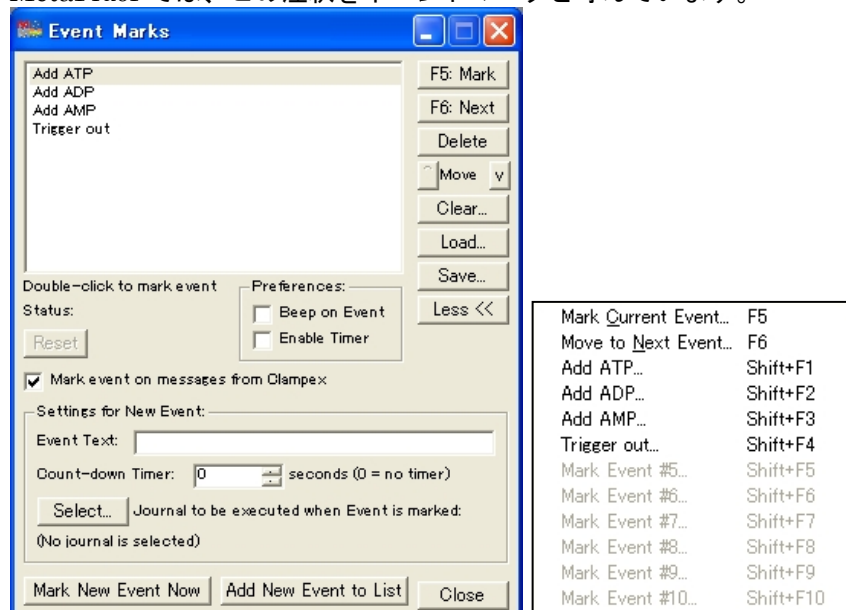 Event Marks
Add ATP
Add ADP
Add AMP
Trigger out
F5: Mark
F6: Next
Delete
^ Move v
Clear...
Load...
Save...
Less <<
Double-click to mark event
Status:
Reset
Preferences:
Beep on Event
Enable Timer
Mark event on messages from Clampex
Settings for New Event:
Event Text:
Count-down Timer: 0 seconds (0 = no timer)
Select... Journal to be executed when Event is marked:
(No journal is selected)
Mark New Event Now Add New Event to List Close
Mark Current Event... F5
Move to Next Event... F6
Add ATP... Shift+F1
Add ADP... Shift+F2
Add AMP... Shift+F3
Trigger out... Shift+F4
Mark Event #5... Shift+F5
Mark Event #6... Shift+F6
Mark Event #7... Shift+F7
Mark Event #8... Shift+F8
Mark Event #9... Shift+F9
Mark Event #10... Shift+F10